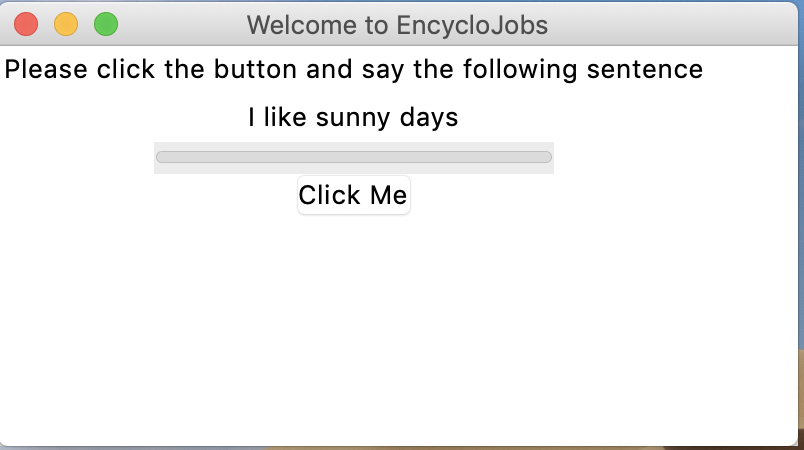 Welcome to EncycloJobs
Please click the button and say the following sentence
I like sunny days
Click Me